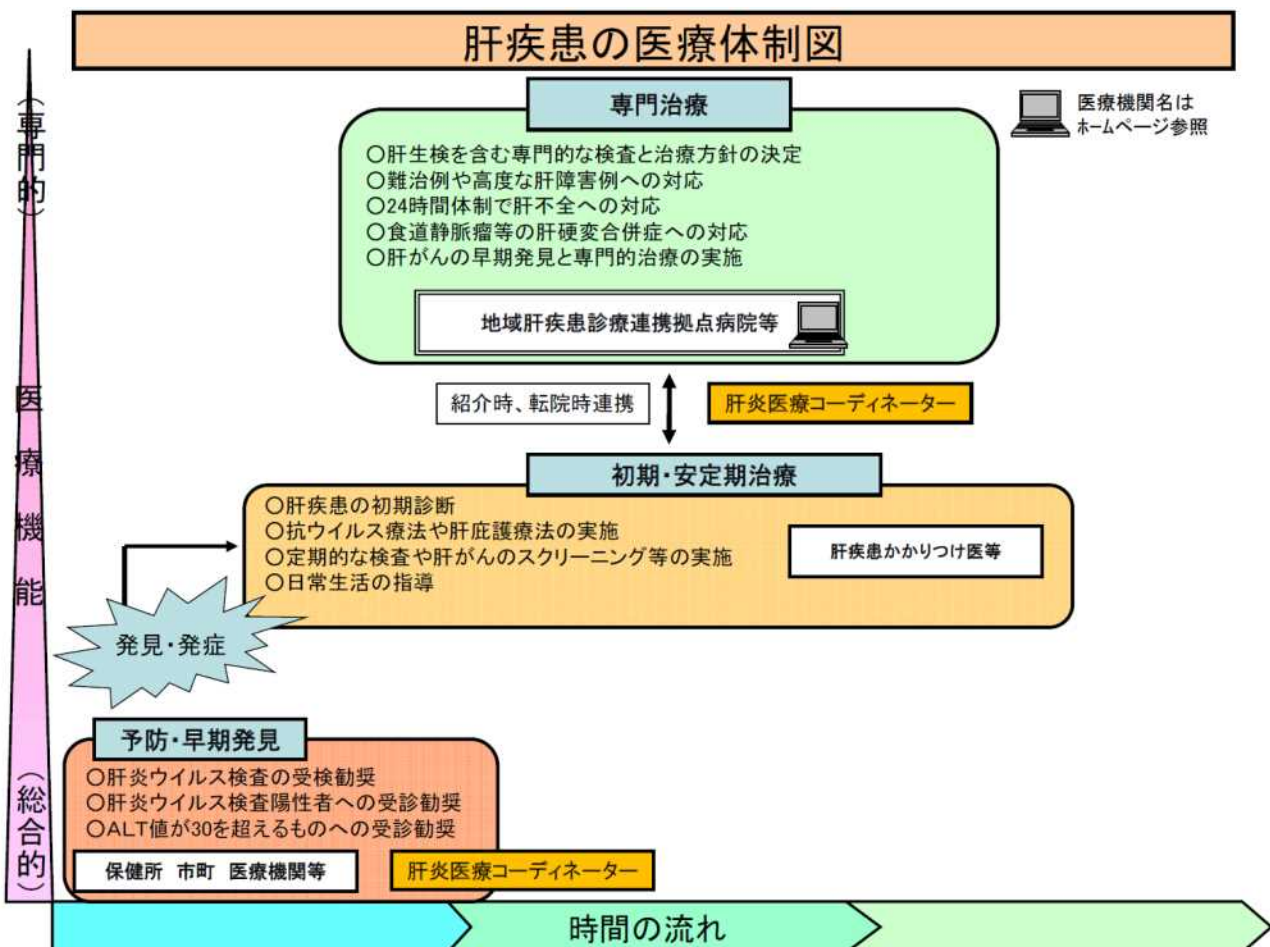 肝疾患の医療体制図
医療機関名は
ホームページ参照
(専門的)
医療機能
(総合的)
専門治療
○肝生検を含む専門的な検査と治療方針の決定
○難治例や高度な肝障害例への対応
○24時間体制で肝不全への対応
○食道静脈瘤等の肝硬変合併症への対応
○肝がんの早期発見と専門的治療の実施
地域肝疾患診療連携拠点病院等
紹介時、転院時連携
肝炎医療コーディネーター
初期・安定期治療
○肝疾患の初期診断
○抗ウイルス療法や肝庇護療法の実施
○定期的な検査や肝がんのスクリーニング等の実施
○日常生活の指導
肝疾患かかりつけ医等
発見・発症
予防・早期発見
○肝炎ウイルス検査の受検勧奨
○肝炎ウイルス検査陽性者への受診勧奨
○ALT値が30を超えるものへの受診勧奨
保健所 市町 医療機関等
肝炎医療コーディネーター
時間の流れ